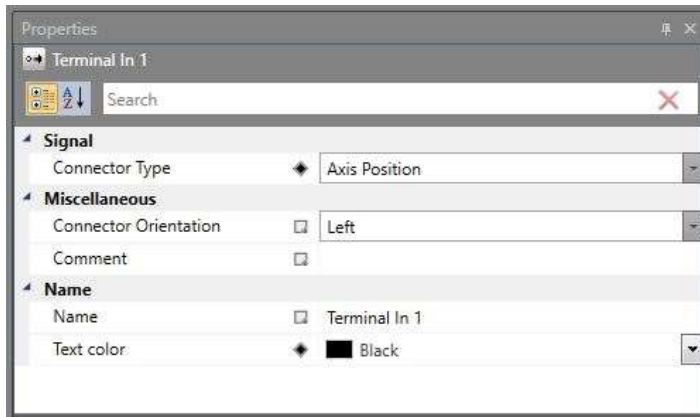 Properties
Terminal In 1
A Z Search
Signal
Connector Type Axis Position
Miscellaneous
Connector Orientation Left
Comment
Name
Name Terminal In 1
Text color Black